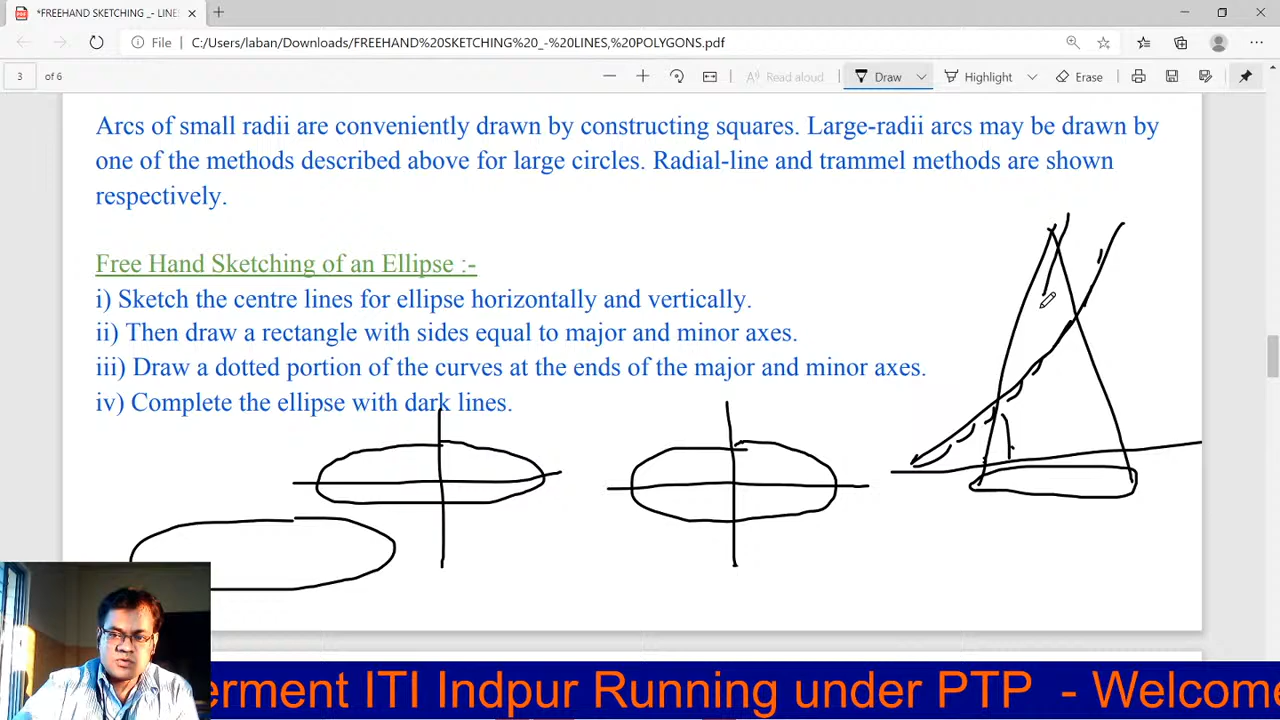 *FREEHAND SKETCHING _- LINE
File C:/Users/laban/Downloads/FREEHAND%20SKETCHING%20_-%20LINES,%20POLYGONS.pdf
3 of 6 Read aloud Draw Highlight Erase
Arcs of small radii are conveniently drawn by constructing squares. Large-radii arcs may be drawn by
one of the methods described above for large circles. Radial-line and trammel methods are shown
respectively.
Free Hand Sketching of an Ellipse :-
i) Sketch the centre lines for ellipse horizontally and vertically.
ii) Then draw a rectangle with sides equal to major and minor axes.
iii) Draw a dotted portion of the curves at the ends of the major and minor axes.
iv) Complete the ellipse with dark lines.
erment ITI Indpur Running under PTP - Welcome